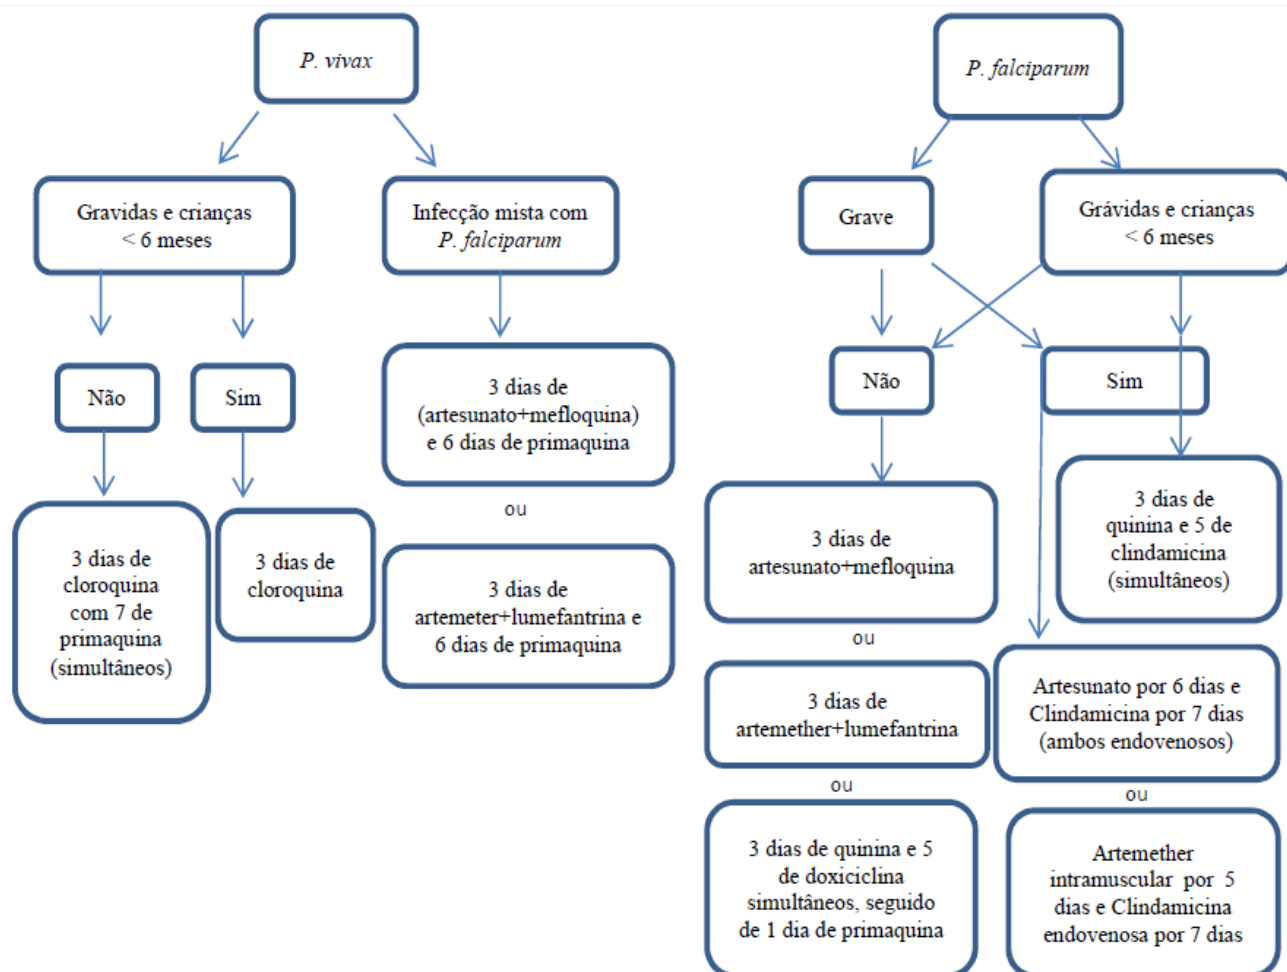 P. vivax
Gravidas e crianças
< 6 meses
Infecção mista com
P. falciparum
Não
Sim
3 dias de
(artesunato+mefloquina)
e 6 dias de primaquina
ou
3 dias de
cloroquina
com 7 de
primaquina
(simultâneos)
3 dias de
cloroquina
3 dias de
artemeter+lumefantrina e
6 dias de primaquina
P. falciparum
Grave
Grávidas e crianças
< 6 meses
Não
Sim
3 dias de
artesunato+mefloquina
ou
3 dias de
artemether+lumefantrina
ou
3 dias de quinina e 5
de doxiciclina
simultâneos, seguido
de 1 dia de primaquina
3 dias de
quinina e 5 de
clindamicina
(simultâneos)
Artesunato por 6 dias e
Clindamicina por 7 dias
(ambos endovenosos)
ou
Artemether
intramuscular por 5
dias e Clindamicina
endovenosa por 7 dias